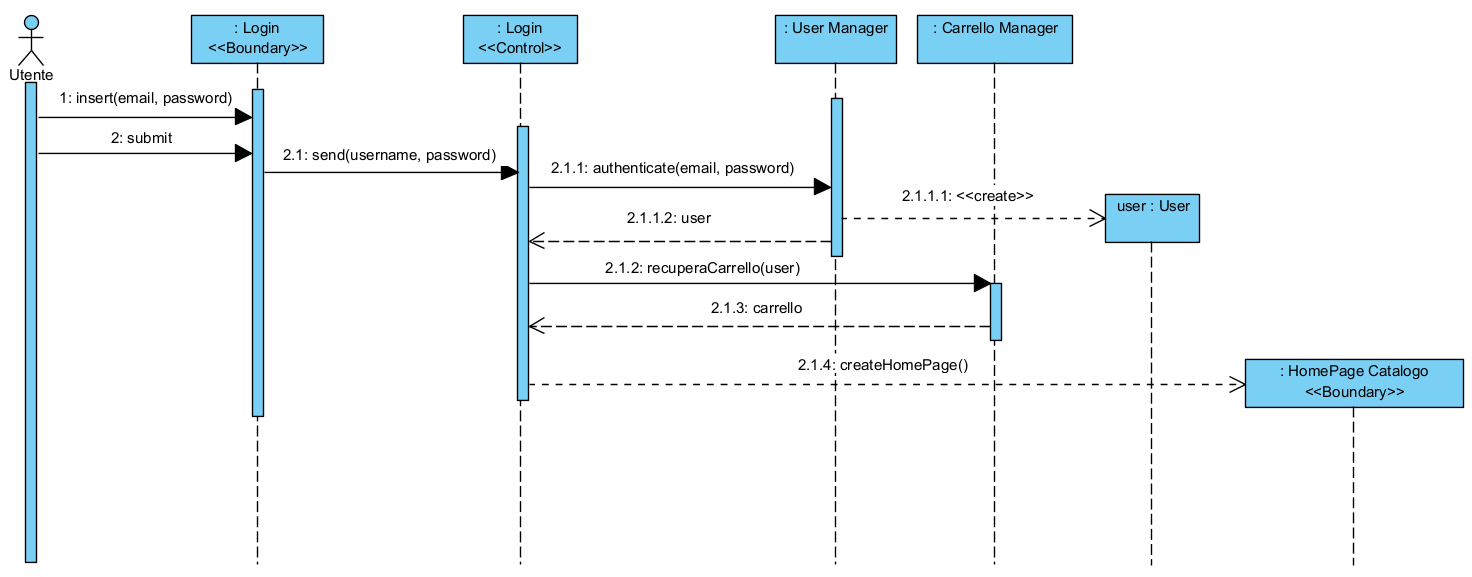 : Login
<<Boundary>>
: Login
<<Control>>
: User Manager
: Carrello Manager
Utente
1: insert(email, password)
2: submit
2.1: send(username, password)
2.1.1: authenticate(email, password)
2.1.1.1: <<create>>
user : User
2.1.1.2: user
2.1.2: recuperaCarrello(user)
2.1.3: carrello
2.1.4: createHomePage()
: HomePage Catalogo
<<Boundary>>